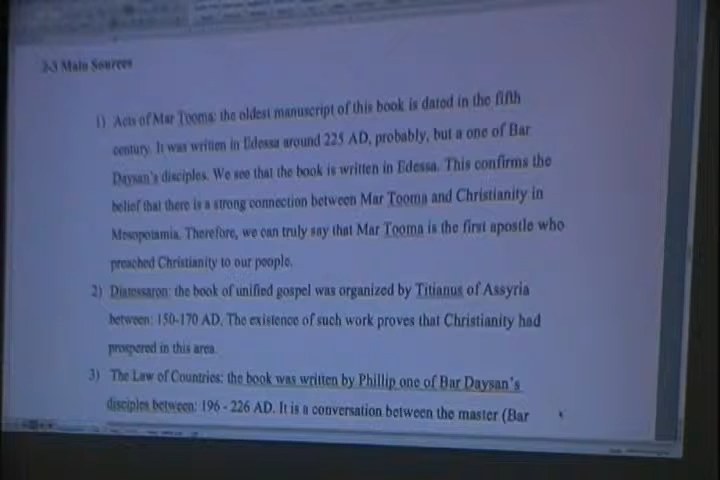 2-3 Main Sources
1) Acts of Mar Tooma: the oldest manuscript of this book is dated in the fifth
century. It was written in Edessa around 225 AD, probably, but a one of Bar
Daysan's disciples. We see that the book is written in Edessa. This confirms the
belief that there is a strong connection between Mar Tooma and Christianity in
Mesopotamia. Therefore, we can truly say that Mar Tooma is the first apostle who
preached Christianity to our people.
2) Diatessaron: the book of unified gospel was organized by Titianus of Assyria
between: 150-170 AD. The existence of such work proves that Christianity had
prospered in this area.
3) The Law of Countries: the book was written by Phillip one of Bar Daysan's
disciples between: 196 - 226 AD. It is a conversation between the master (Bar